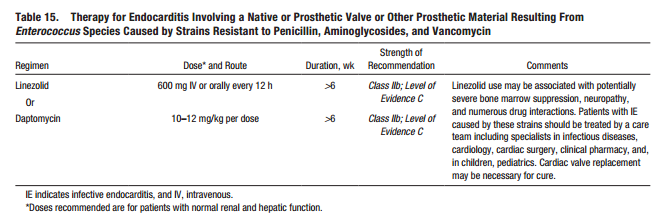 Table 15. Therapy for Endocarditis Involving a Native or Prosthetic Valve or Other Prosthetic Material Resulting From
Enterococcus Species Caused by Strains Resistant to Penicillin, Aminoglycosides, and Vancomycin
Regimen Dose* and Route Duration, wk Strength of Recommendation Comments
Linezolid 600 mg IV or orally every 12 h >6 Class IIb; Level of Evidence C
Or
Daptomycin 10–12 mg/kg per dose >6 Class IIb; Level of Evidence C
Linezolid use may be associated with potentially
severe bone marrow suppression, neuropathy,
and numerous drug interactions. Patients with IE
caused by these strains should be treated by a care
team including specialists in infectious diseases,
cardiology, cardiac surgery, clinical pharmacy, and,
in children, pediatrics. Cardiac valve replacement
may be necessary for cure.
IE indicates infective endocarditis, and IV, intravenous.
*Doses recommended are for patients with normal renal and hepatic function.